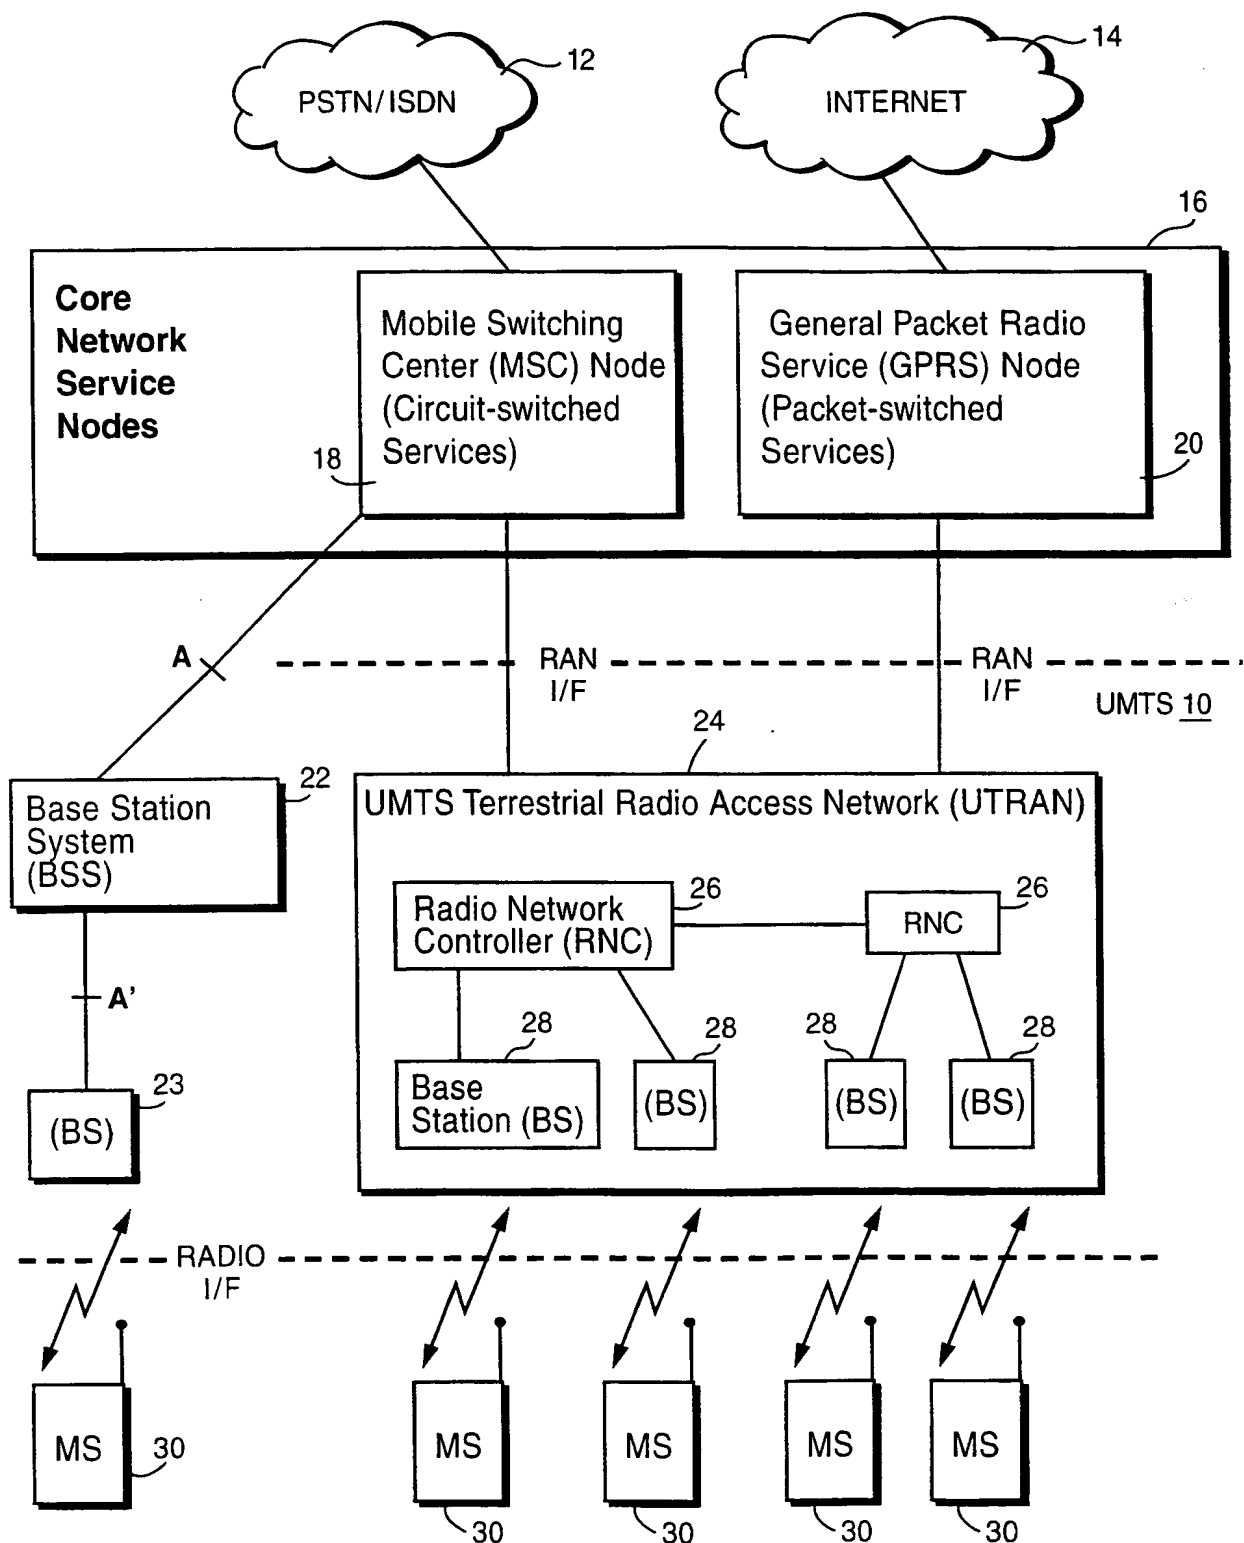 12
PSTN/ISDN
14
INTERNET
16
Core
Network
Service
Nodes
Mobile Switching
Center (MSC) Node
(Circuit-switched
Services)
18
General Packet Radio
Service (GPRS) Node
(Packet-switched
Services)
20
A
RAN
I/F
RAN
I/F
UMTS 10
22
Base Station
System
(BSS)
24
UMTS Terrestrial Radio Access Network (UTRAN)
Radio Network
Controller (RNC)
26
RNC
26
A'
23
(BS)
28
Base
Station (BS)
28
(BS)
28
(BS)
28
(BS)
RADIO
I/F
MS
30
MS
30
MS
30
MS
30
MS
30